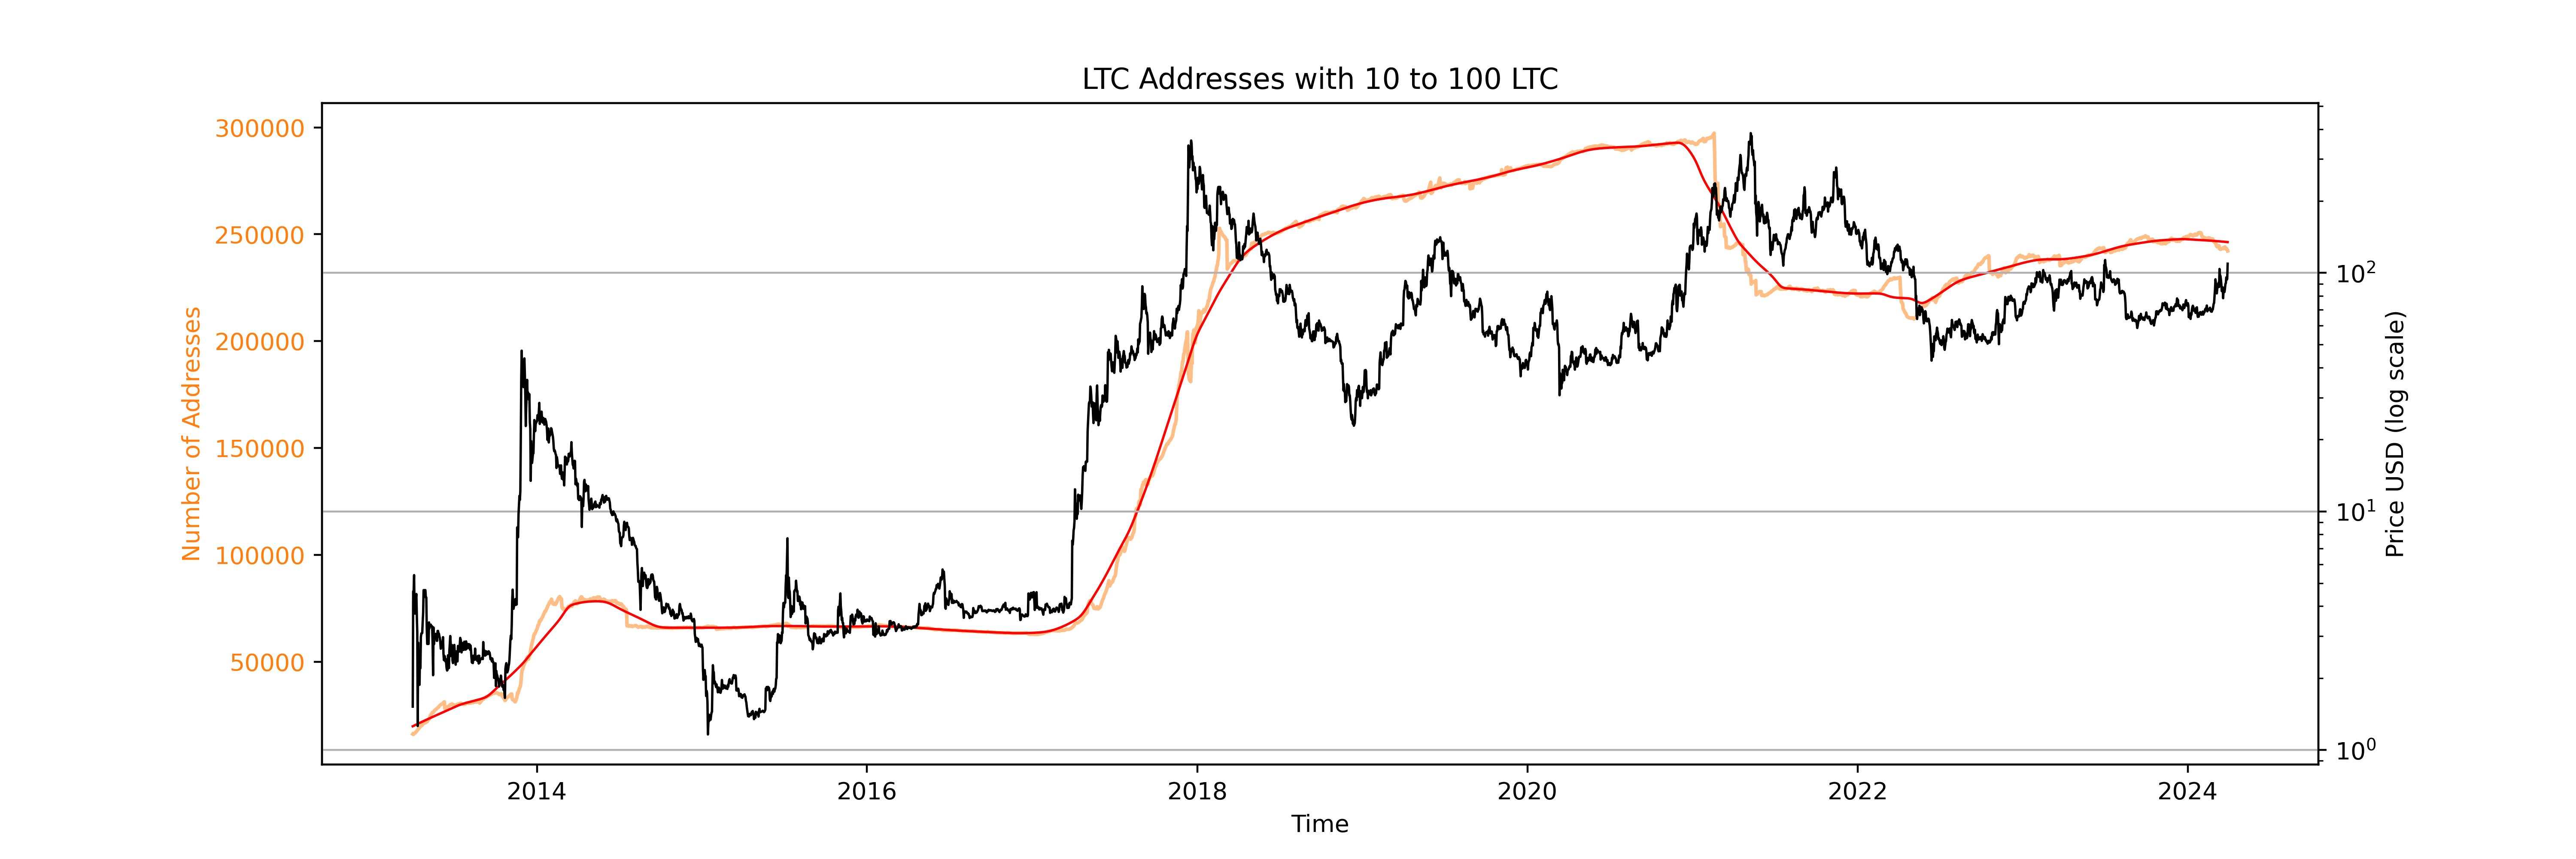 LTC Addresses with 10 to 100 LTC
300000
250000
200000
150000
100000
50000
Number of Addresses
10²
10¹
10⁰
Price USD (log scale)
2014 2016 2018 2020 2022 2024
Time